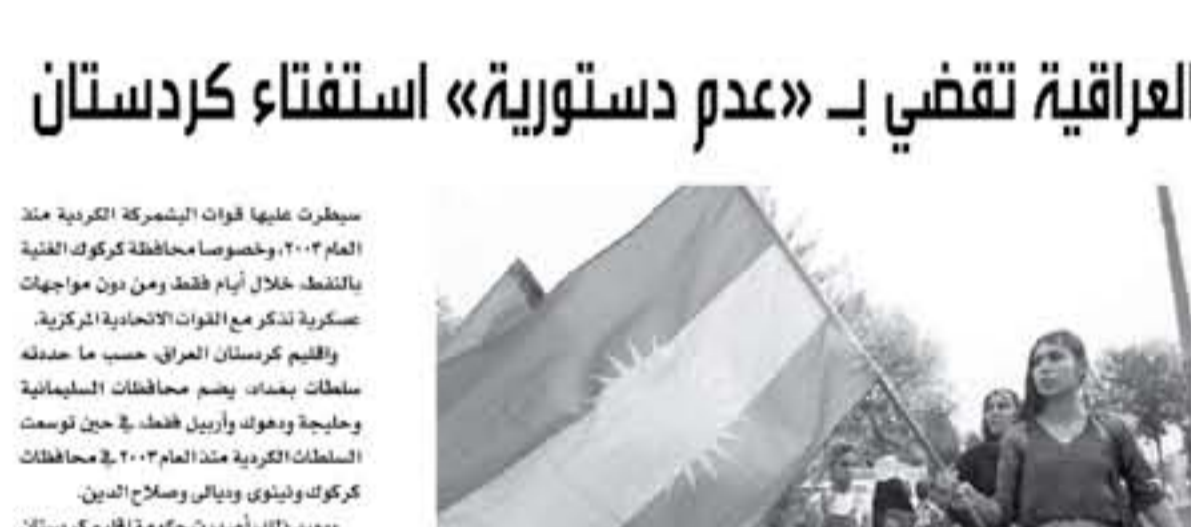 العراقية تقضي بـ «عدم دستورية» استفتاء كردستان
سيطرت عليها قوات البشمركة الكردية منذ
العام ٢٠٠٣، وخصوصا محافظة كركوك الغنية
بالنفط، خلال أيام فقط، ومن دون مواجهات
عسكرية تذكر مع القوات الاتحادية المركزية.
واقليم كردستان العراق، حسب ما حددته
سلطات بغداد، يضم محافظات السليمانية
وحلبجة ودهوك وأربيل فقط، في حين توسعت
السلطات الكردية منذ العام ٢٠٠٣ في محافظات
كركوك ونينوى وديالى وصلاح الدين.